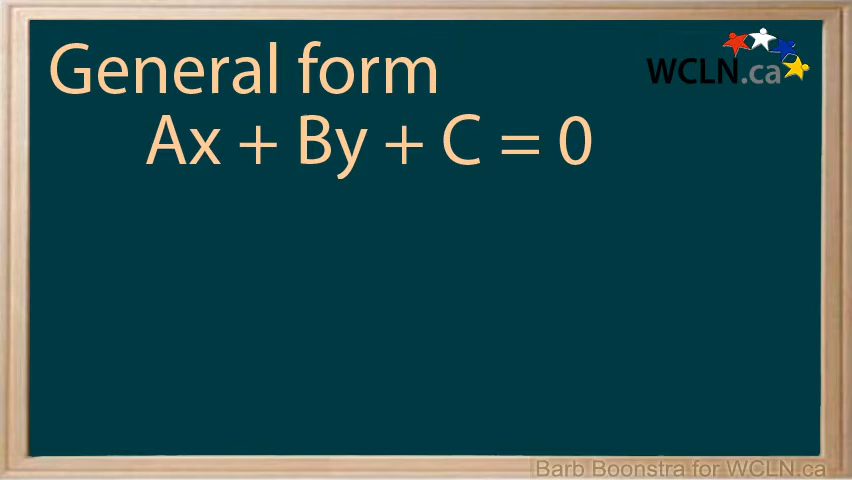 General form
WCLN.ca
Ax + By + C = 0
Barb Boonstra for WCLN.ca